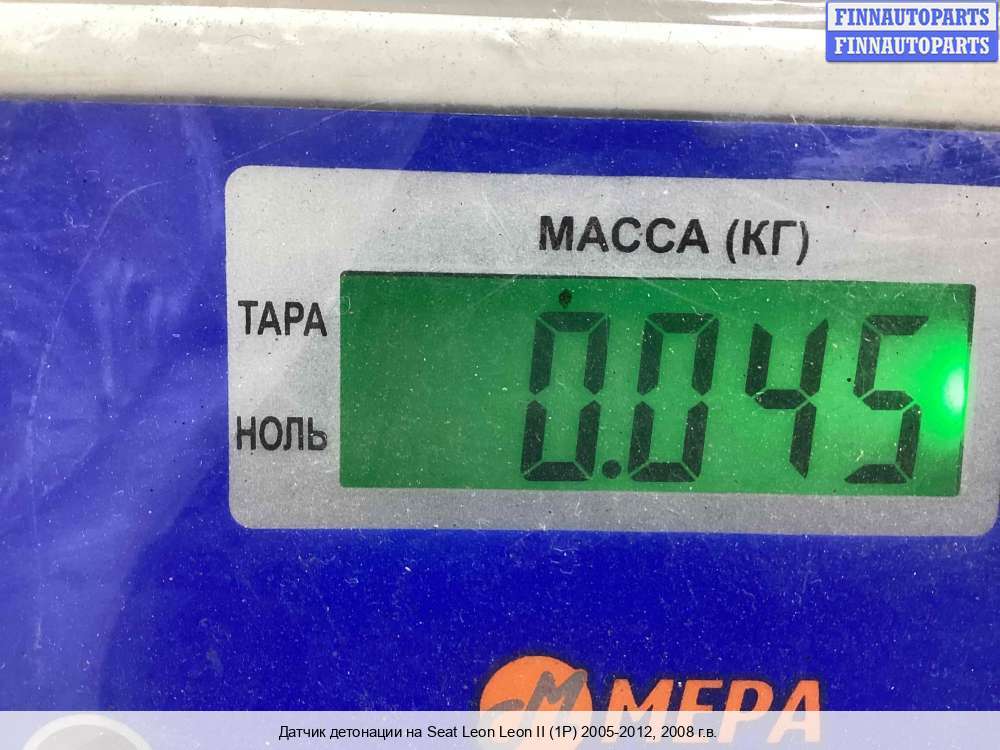 FINNAUTOPARTS
FINNAUTOPARTS
МАССА (КГ)
ТАРА
0.045
НОЛЬ
МЕРА
Датчик детонации на Seat Leon Leon II (1P) 2005-2012, 2008 г.в.